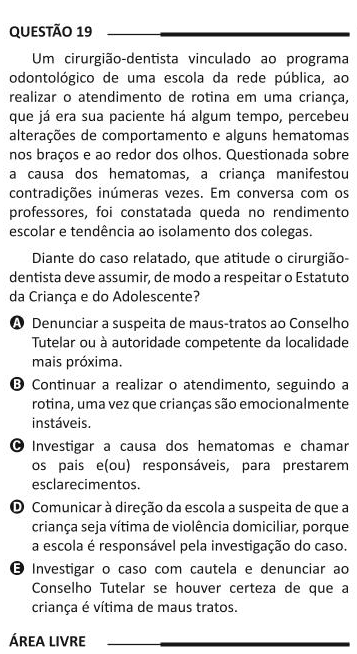 QUESTÃO 19
Um cirurgião-dentista vinculado ao programa
odontológico de uma escola da rede pública, ao
realizar o atendimento de rotina em uma criança,
que já era sua paciente há algum tempo, percebeu
alterações de comportamento e alguns hematomas
nos braços e ao redor dos olhos. Questionada sobre
a causa dos hematomas, a criança manifestou
contradições inúmeras vezes. Em conversa com os
professores, foi constatada queda no rendimento
escolar e tendência ao isolamento dos colegas.
Diante do caso relatado, que atitude o cirurgião-
dentista deve assumir, de modo a respeitar o Estatuto
da Criança e do Adolescente?
A Denunciar a suspeita de maus-tratos ao Conselho
Tutelar ou à autoridade competente da localidade
mais próxima.
B Continuar a realizar o atendimento, seguindo a
rotina, uma vez que crianças são emocionalmente
instáveis.
C Investigar a causa dos hematomas e chamar
os pais e(ou) responsáveis, para prestarem
esclarecimentos.
D Comunicar à direção da escola a suspeita de que a
criança seja vítima de violência domiciliar, porque
a escola é responsável pela investigação do caso.
E Investigar o caso com cautela e denunciar ao
Conselho Tutelar se houver certeza de que a
criança é vítima de maus tratos.
ÁREA LIVRE